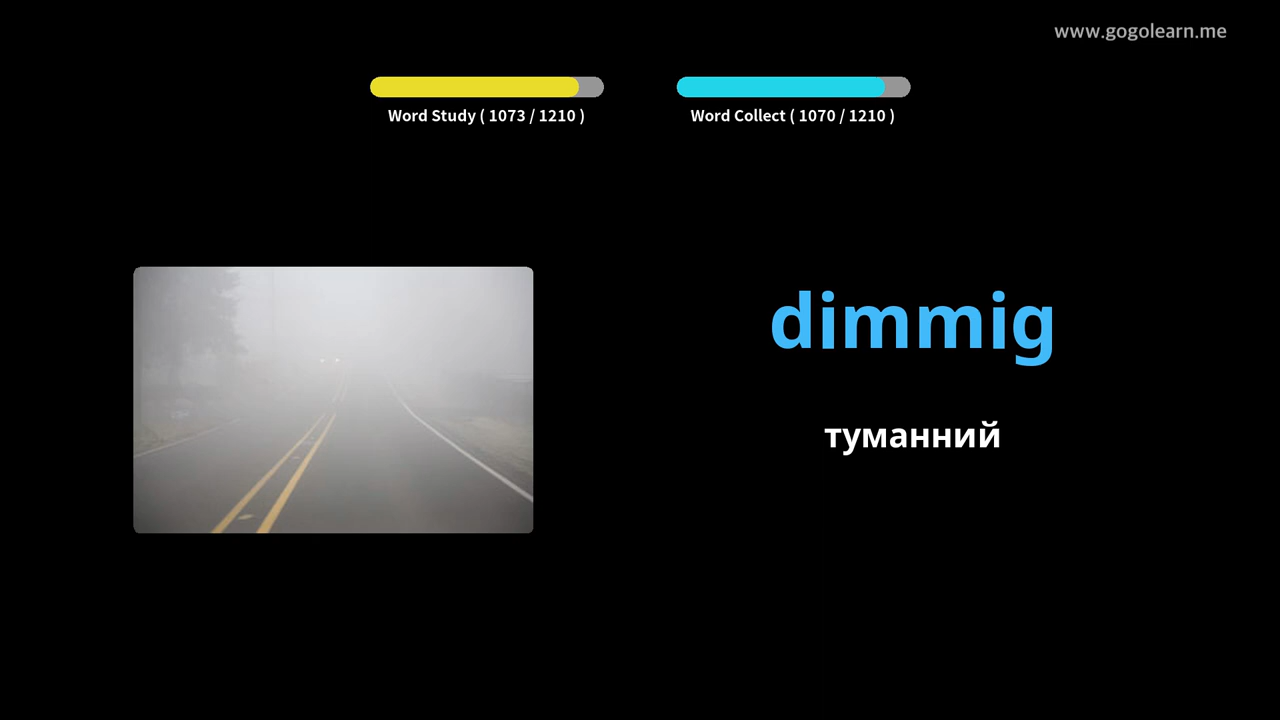 www.gogolearn.me
Word Study ( 1073 / 1210 )
Word Collect ( 1070 / 1210 )
dimmig
туманний